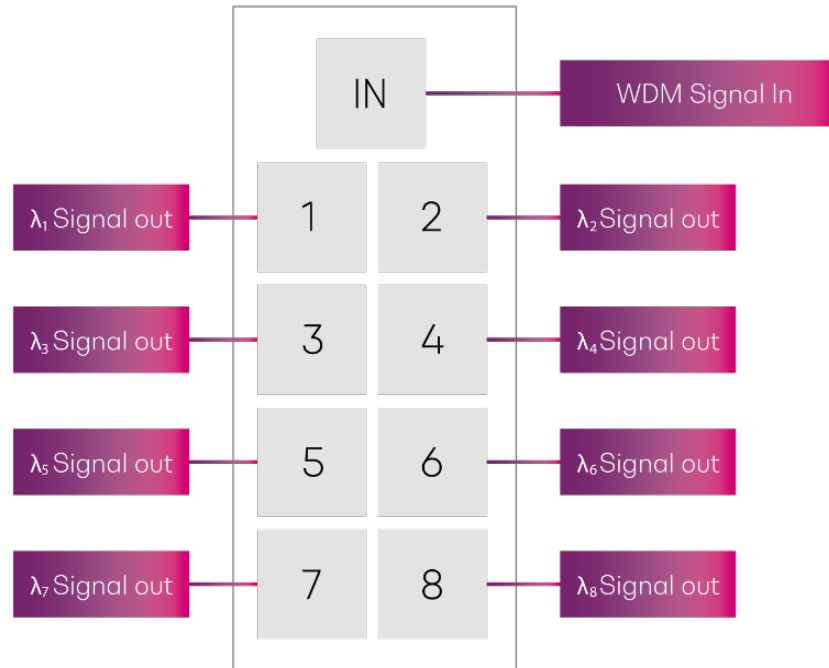 IN
WDM Signal In
λ₁ Signal out
1
2
λ₂ Signal out
λ₃ Signal out
3
4
λ₄ Signal out
λ₅ Signal out
5
6
λ₆ Signal out
λ₇ Signal out
7
8
λ₈ Signal out